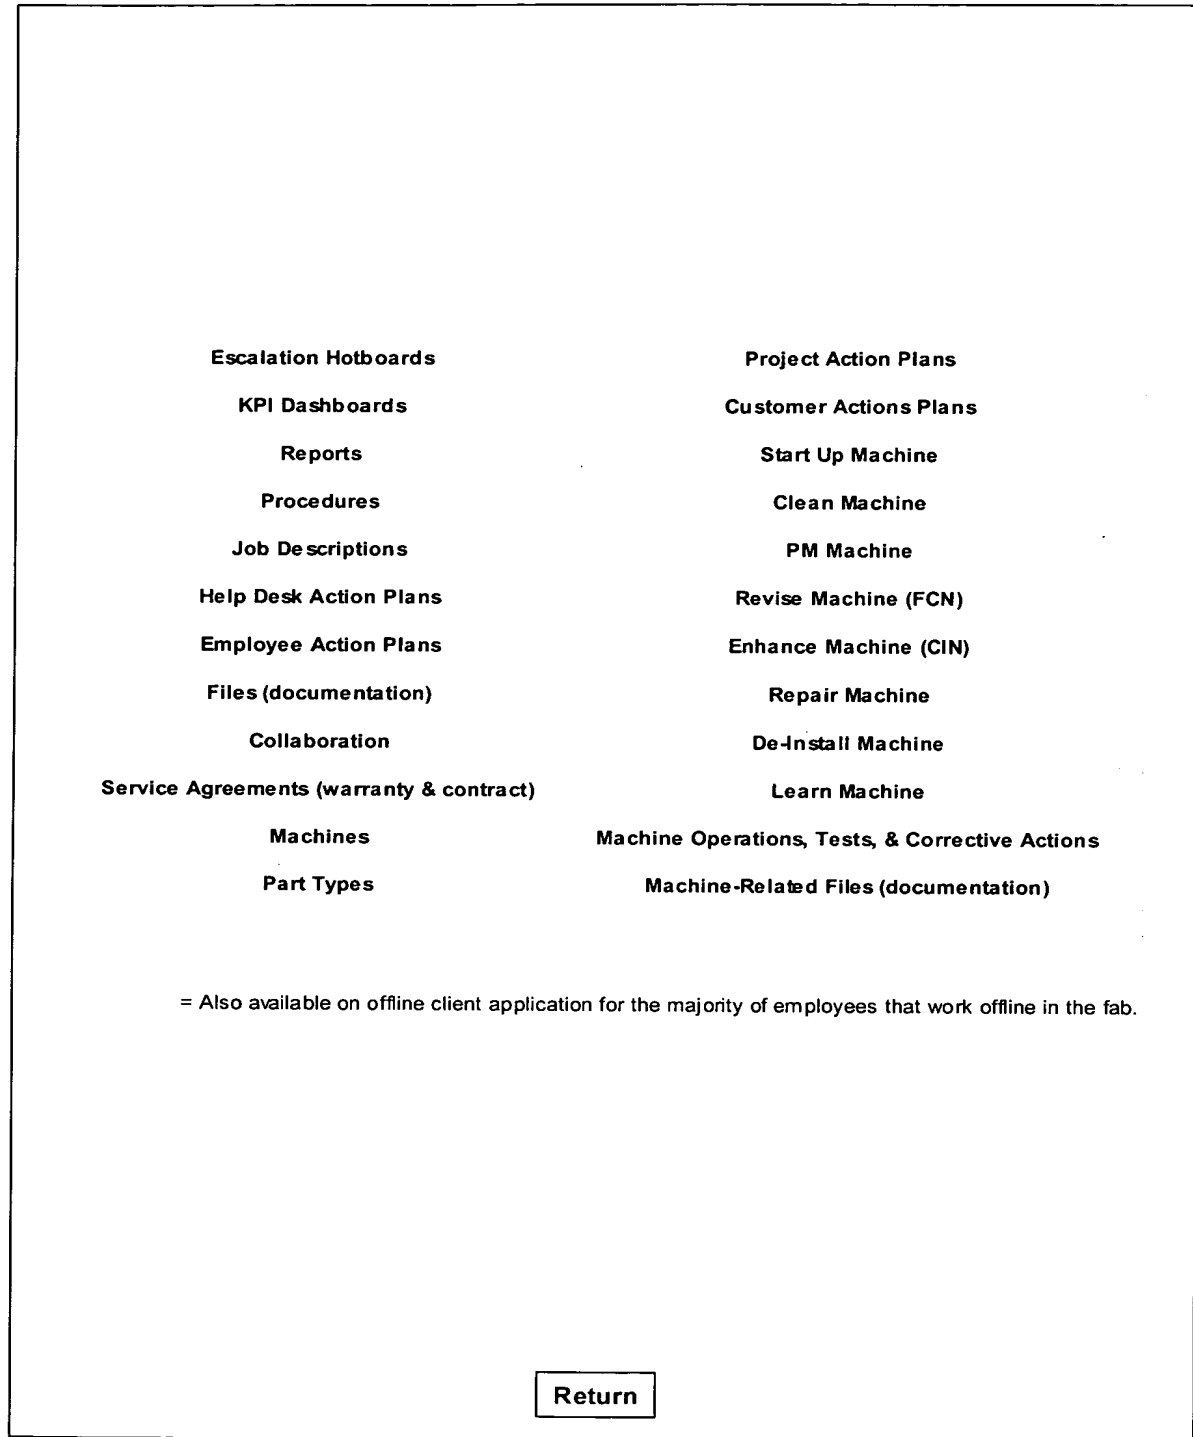 Escalation Hotboards
KPI Dashboards
Reports
Procedures
Job Descriptions
Help Desk Action Plans
Employee Action Plans
Files (documentation)
Collaboration
Service Agreements (warranty & contract)
Machines
Part Types
Project Action Plans
Customer Actions Plans
Start Up Machine
Clean Machine
PM Machine
Revise Machine (FCN)
Enhance Machine (CIN)
Repair Machine
De-Install Machine
Learn Machine
Machine Operations, Tests, & Corrective Actions
Machine-Related Files (documentation)
= Also available on offline client application for the majority of employees that work offline in the fab.
Return